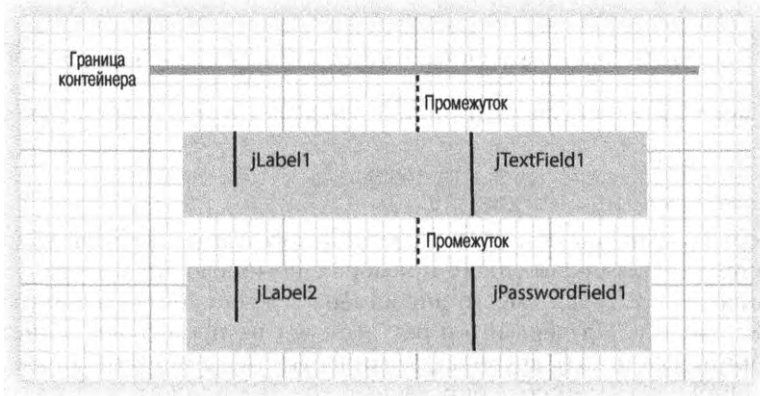 Граница
контейнера
Промежуток
jLabel1
jTextField1
Промежуток
jLabel2
jPasswordField1